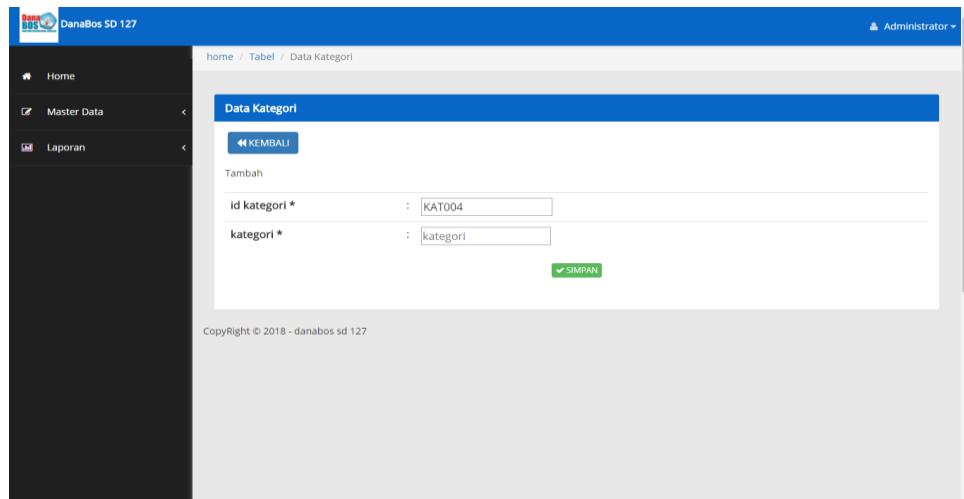 Dana BOS
DanaBos SD 127
Administrator
home / Tabel / Data Kategori
Home
Master Data
Laporan
Data Kategori
KEMBALI
Tambah
id kategori * : KAT004
kategori * : kategori
SIMPAN
CopyRight © 2018 - danabos sd 127